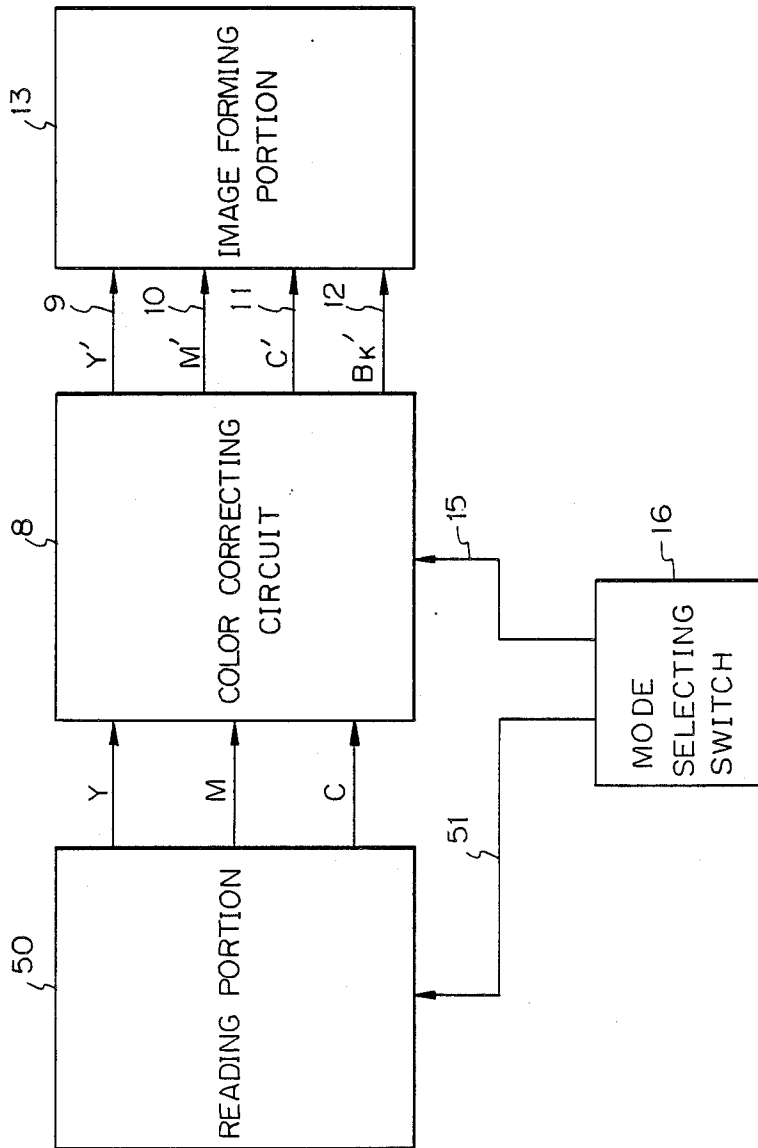 50
READING PORTION
Y
M
C
8
COLOR CORRECTING
CIRCUIT
Y'
M'
C'
BK'
9
10
11
12
13
IMAGE FORMING
PORTION
51
15
16
MODE
SELECTING
SWITCH